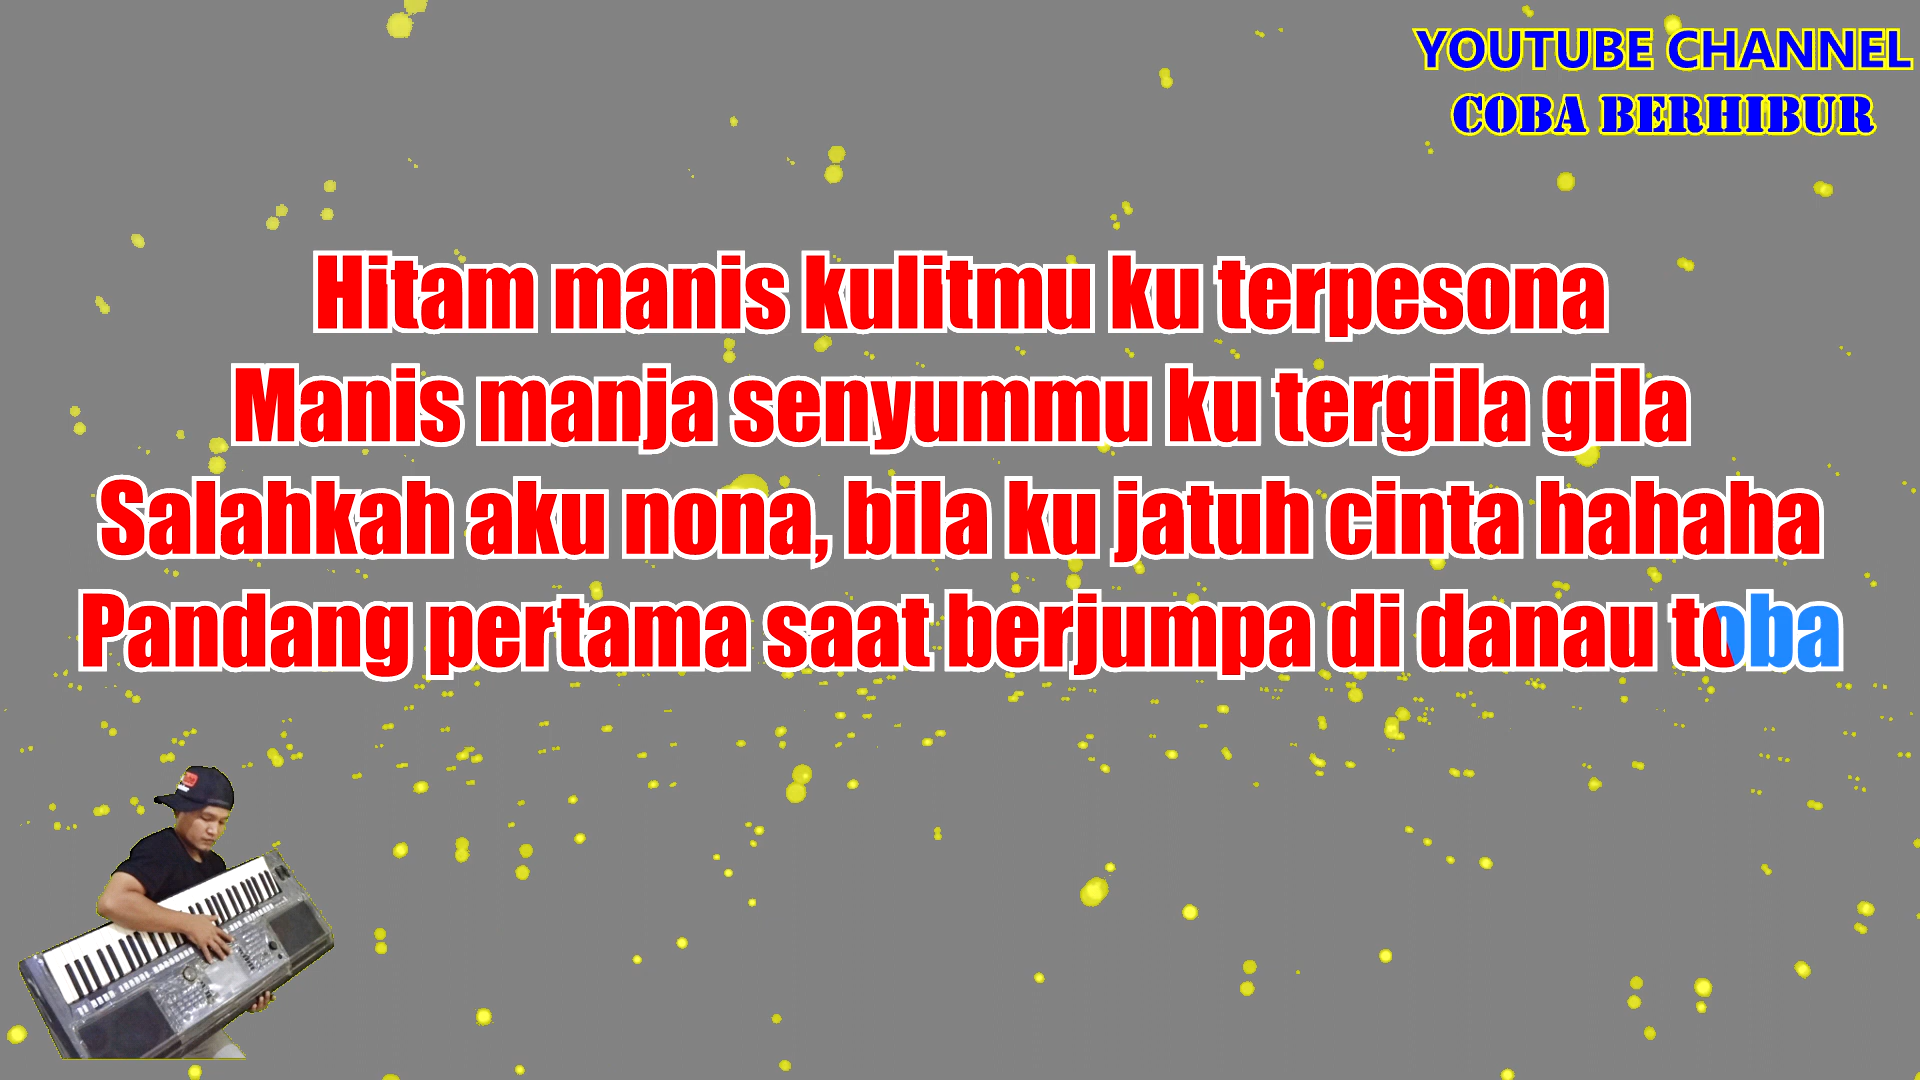 YOUTUBE CHANNEL
COBA BERHIBUR
Hitam manis kulitmu ku terpesona
Manis manja senyummu ku tergila gila
Salahkah aku nona, bila ku jatuh cinta hahaha
Pandang pertama saat berjumpa di danau toba